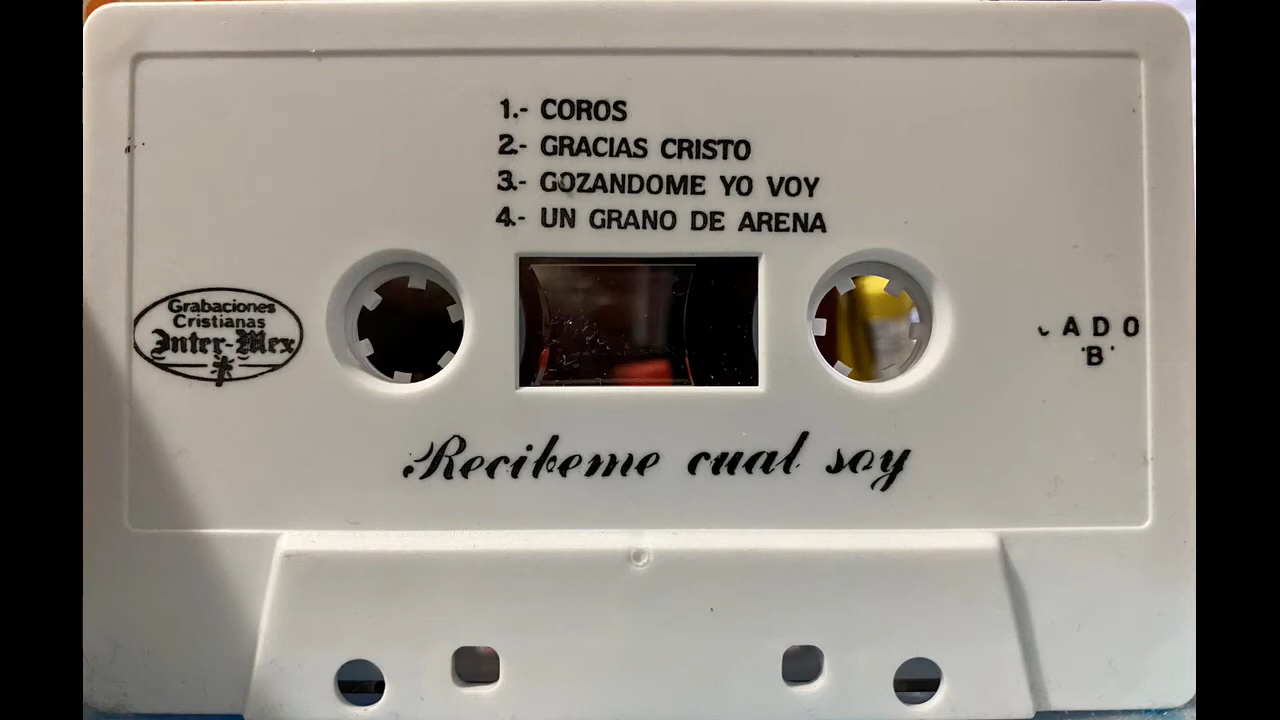 1.- COROS
2.- GRACIAS CRISTO
3.- GOZANDOME YO VOY
4.- UN GRANO DE ARENA
Grabaciones
Cristianas
Inter-Mex
LADO
'B'
Recibeme cual soy